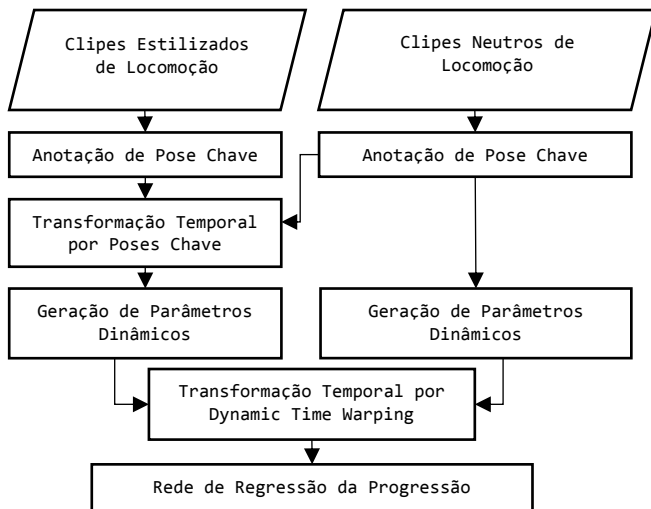 Clipes Estilizados
de Locomoção
Clipes Neutros de
Locomoção
Anotação de Pose Chave
Anotação de Pose Chave
Transformação Temporal
por Poses Chave
Geração de Parâmetros
Dinâmicos
Geração de Parâmetros
Dinâmicos
Transformação Temporal por
Dynamic Time Warping
Rede de Regressão da Progressão